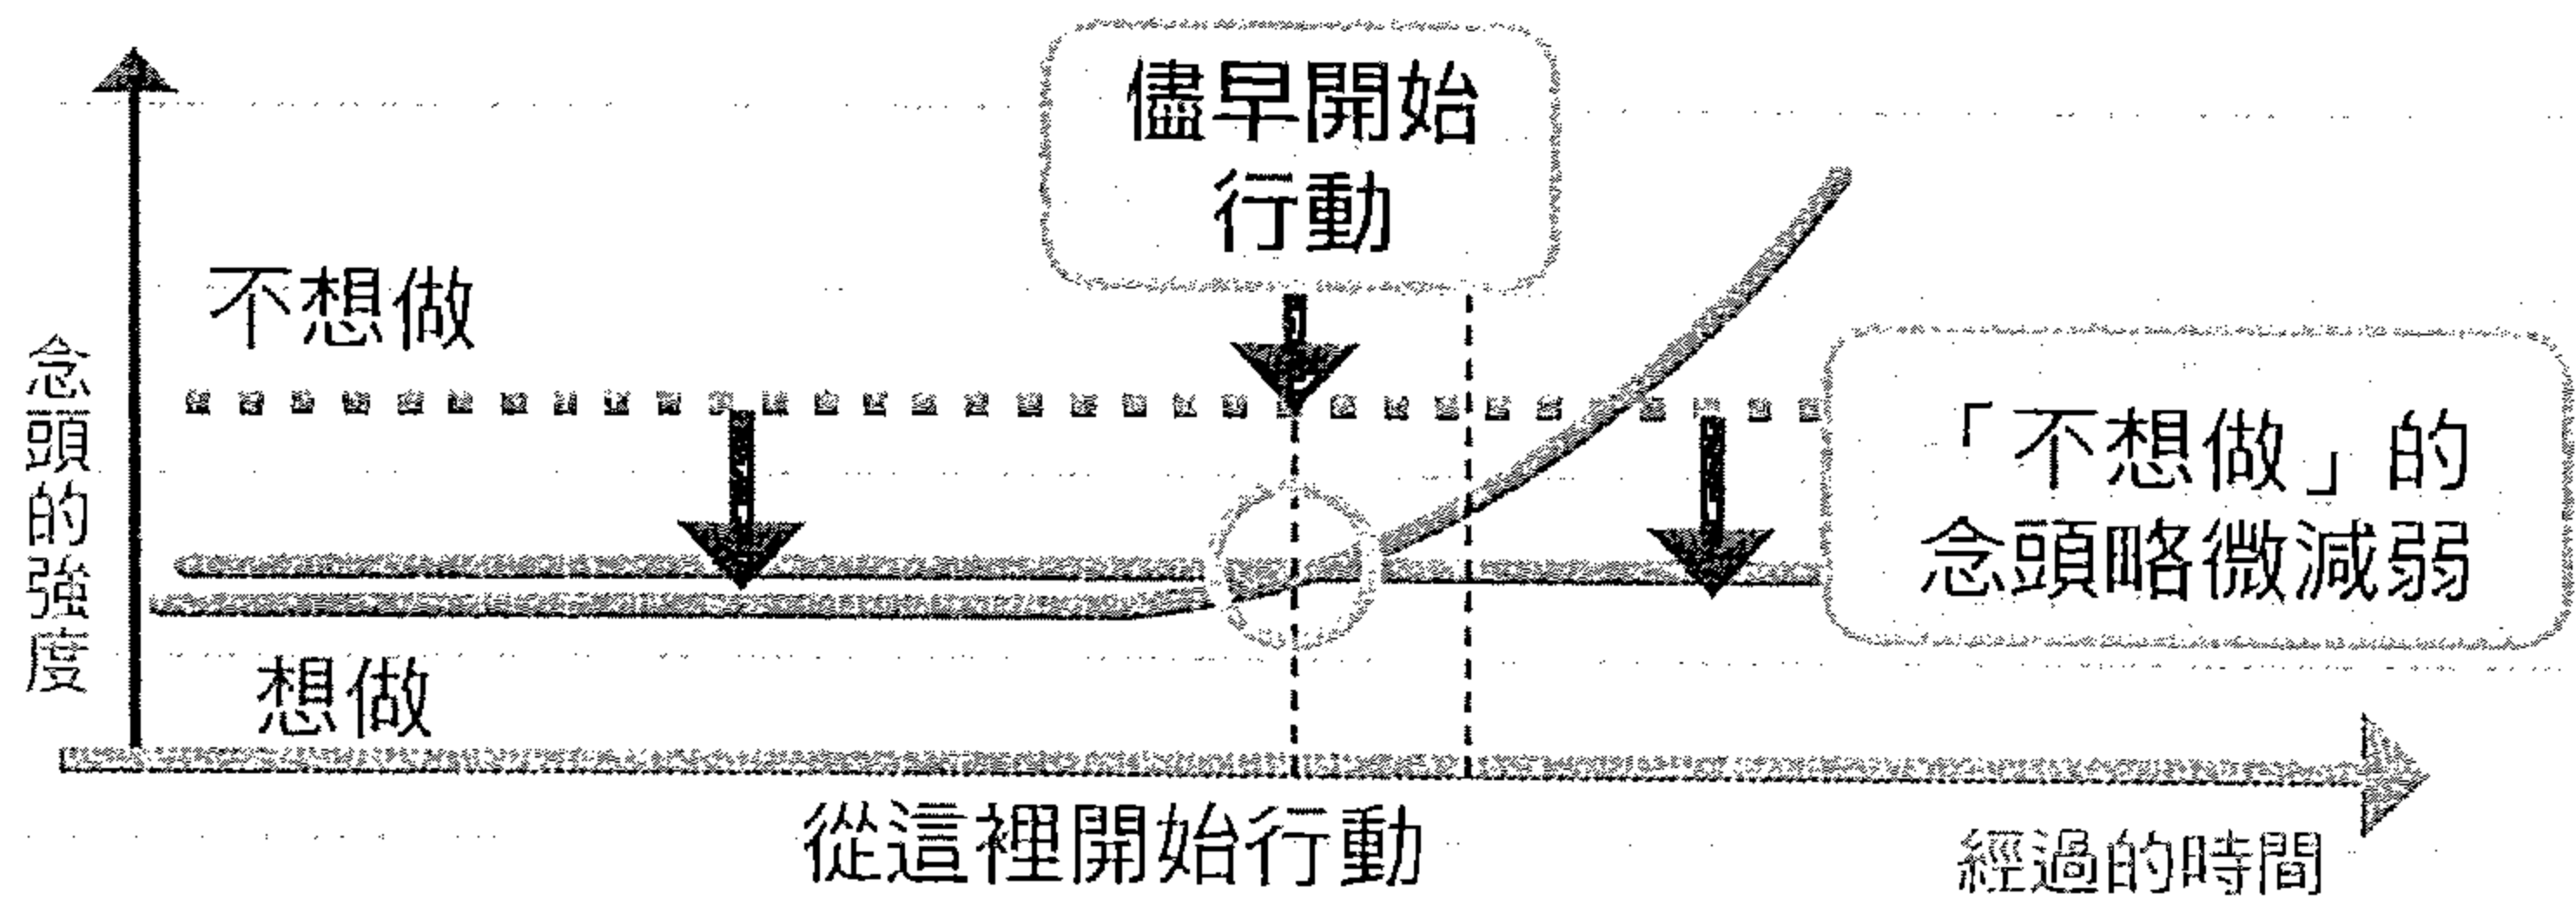 儘早開始
行動
不想做
念頭的強度
「不想做」的
念頭略微減弱
想做
從這裡開始行動
經過的時間